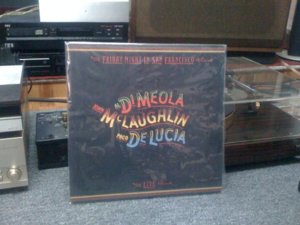 FRIDAY NIGHT IN SAN FRANCISCO
AL DI MEOLA
JOHN McLAUGHLIN
PACO DE LUCIA
LIVE